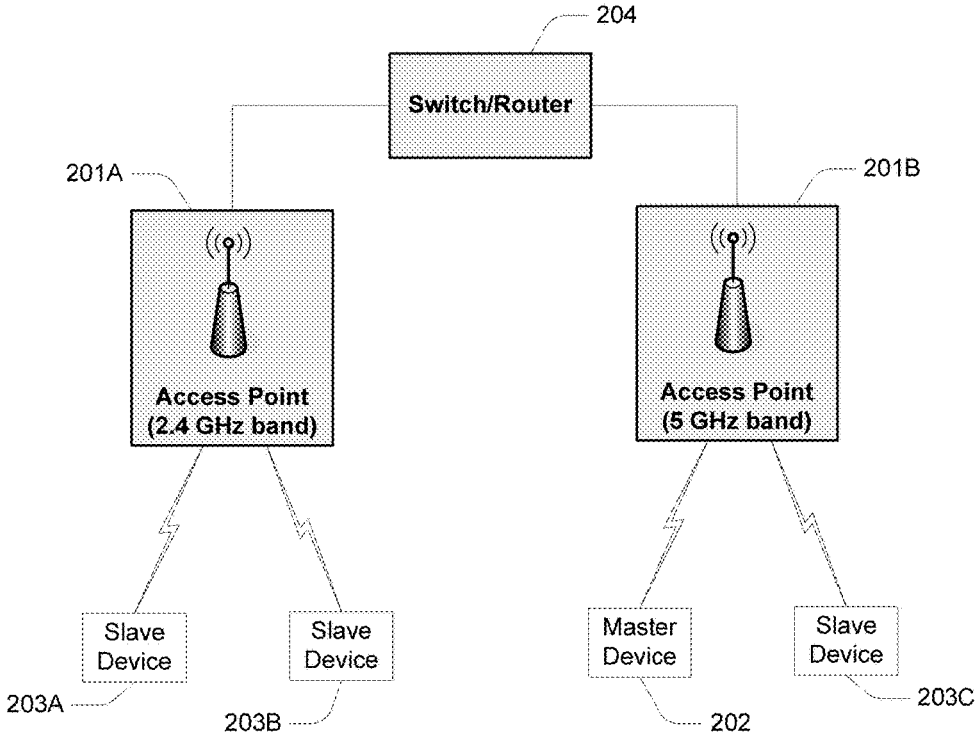 204
Switch/Router
201A
201B
Access Point
(2.4 GHz band)
Access Point
(5 GHz band)
Slave
Device
Slave
Device
Master
Device
Slave
Device
203A
203B
202
203C